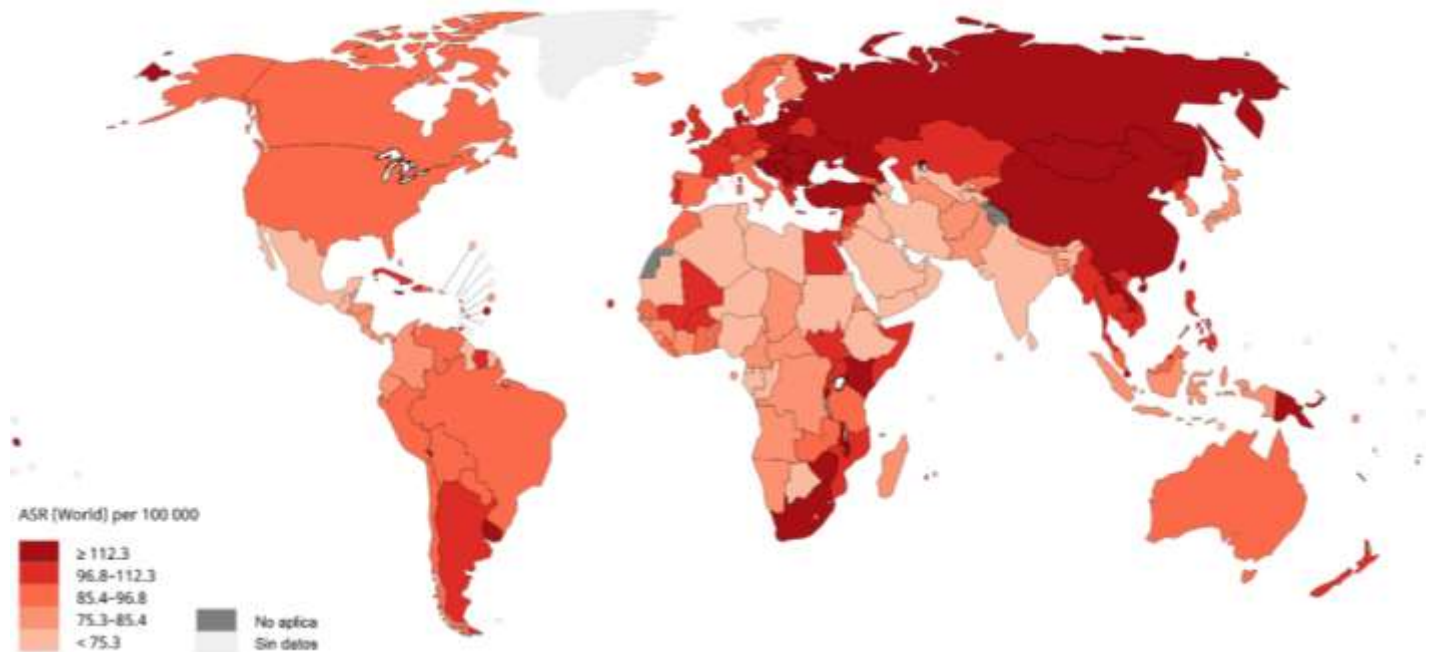 ASR (World) per 100 000
≥ 112.3
96.8–112.3
85.4–96.8
75.3–85.4
< 75.3
No aplica
Sin datos